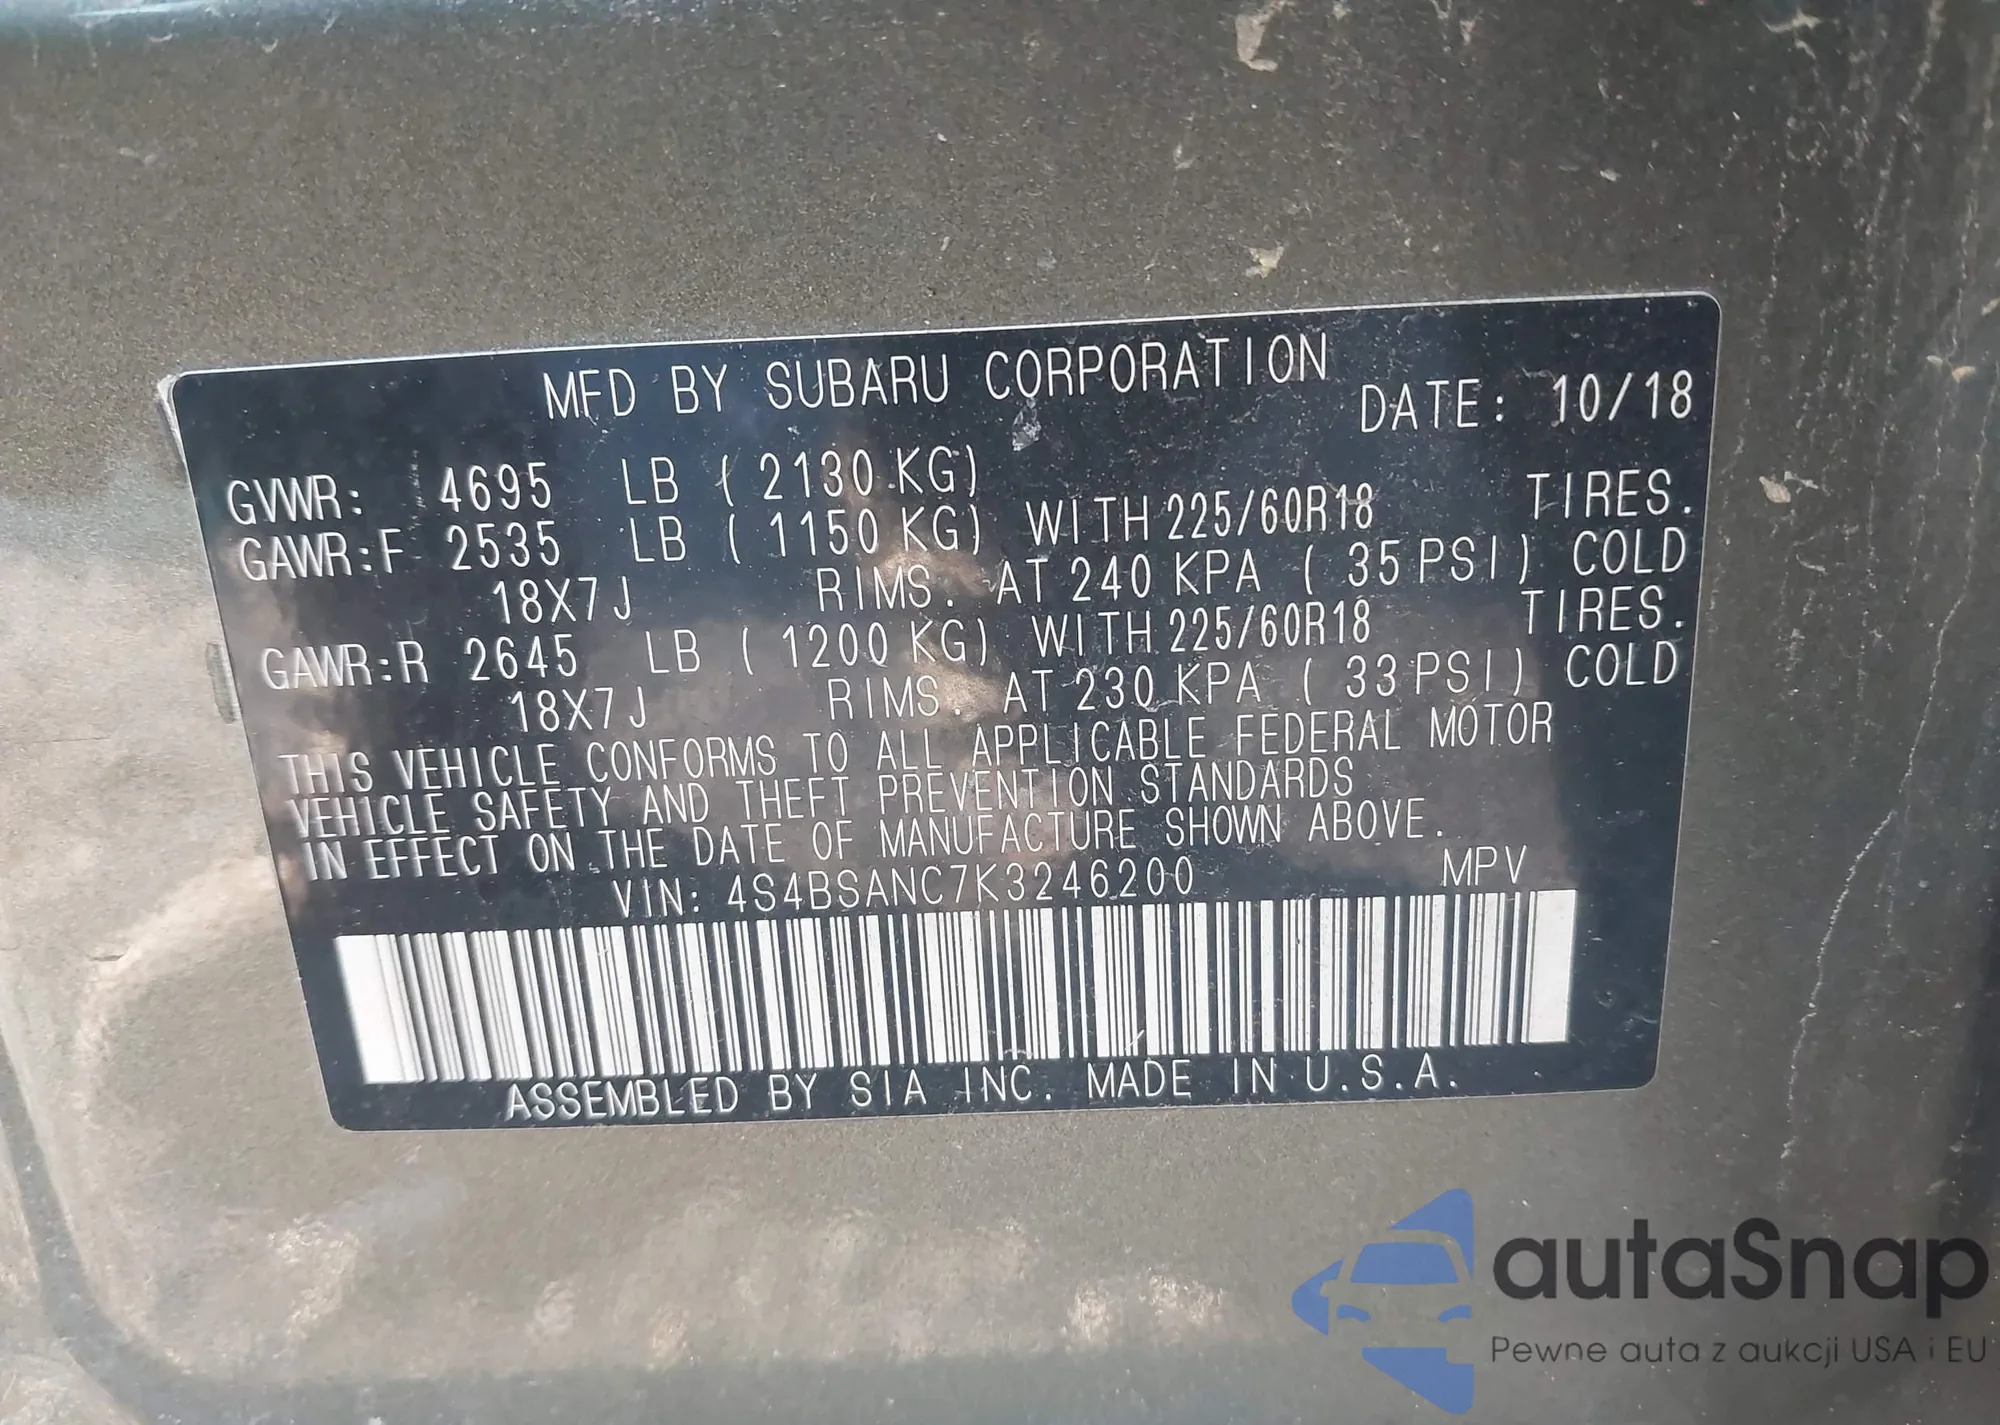 MFD BY SUBARU CORPORATION
DATE: 10/18
GVWR: 4695 LB ( 2130 KG)
GAWR:F 2535 LB ( 1150 KG) WITH 225/60R18 TIRES.
18X7J RIMS. AT 240 KPA ( 35 PSI) COLD
GAWR:R 2645 LB ( 1200 KG) WITH 225/60R18 TIRES.
18X7J RIMS. AT 230 KPA ( 33 PSI) COLD
THIS VEHICLE CONFORMS TO ALL APPLICABLE FEDERAL MOTOR
VEHICLE SAFETY AND THEFT PREVENTION STANDARDS
IN EFFECT ON THE DATE OF MANUFACTURE SHOWN ABOVE.
VIN: 4S4BSANC7K3246200 MPV
ASSEMBLED BY SIA INC. MADE IN U.S.A.
autaSnap
Pewne auta z aukcji USA i EU